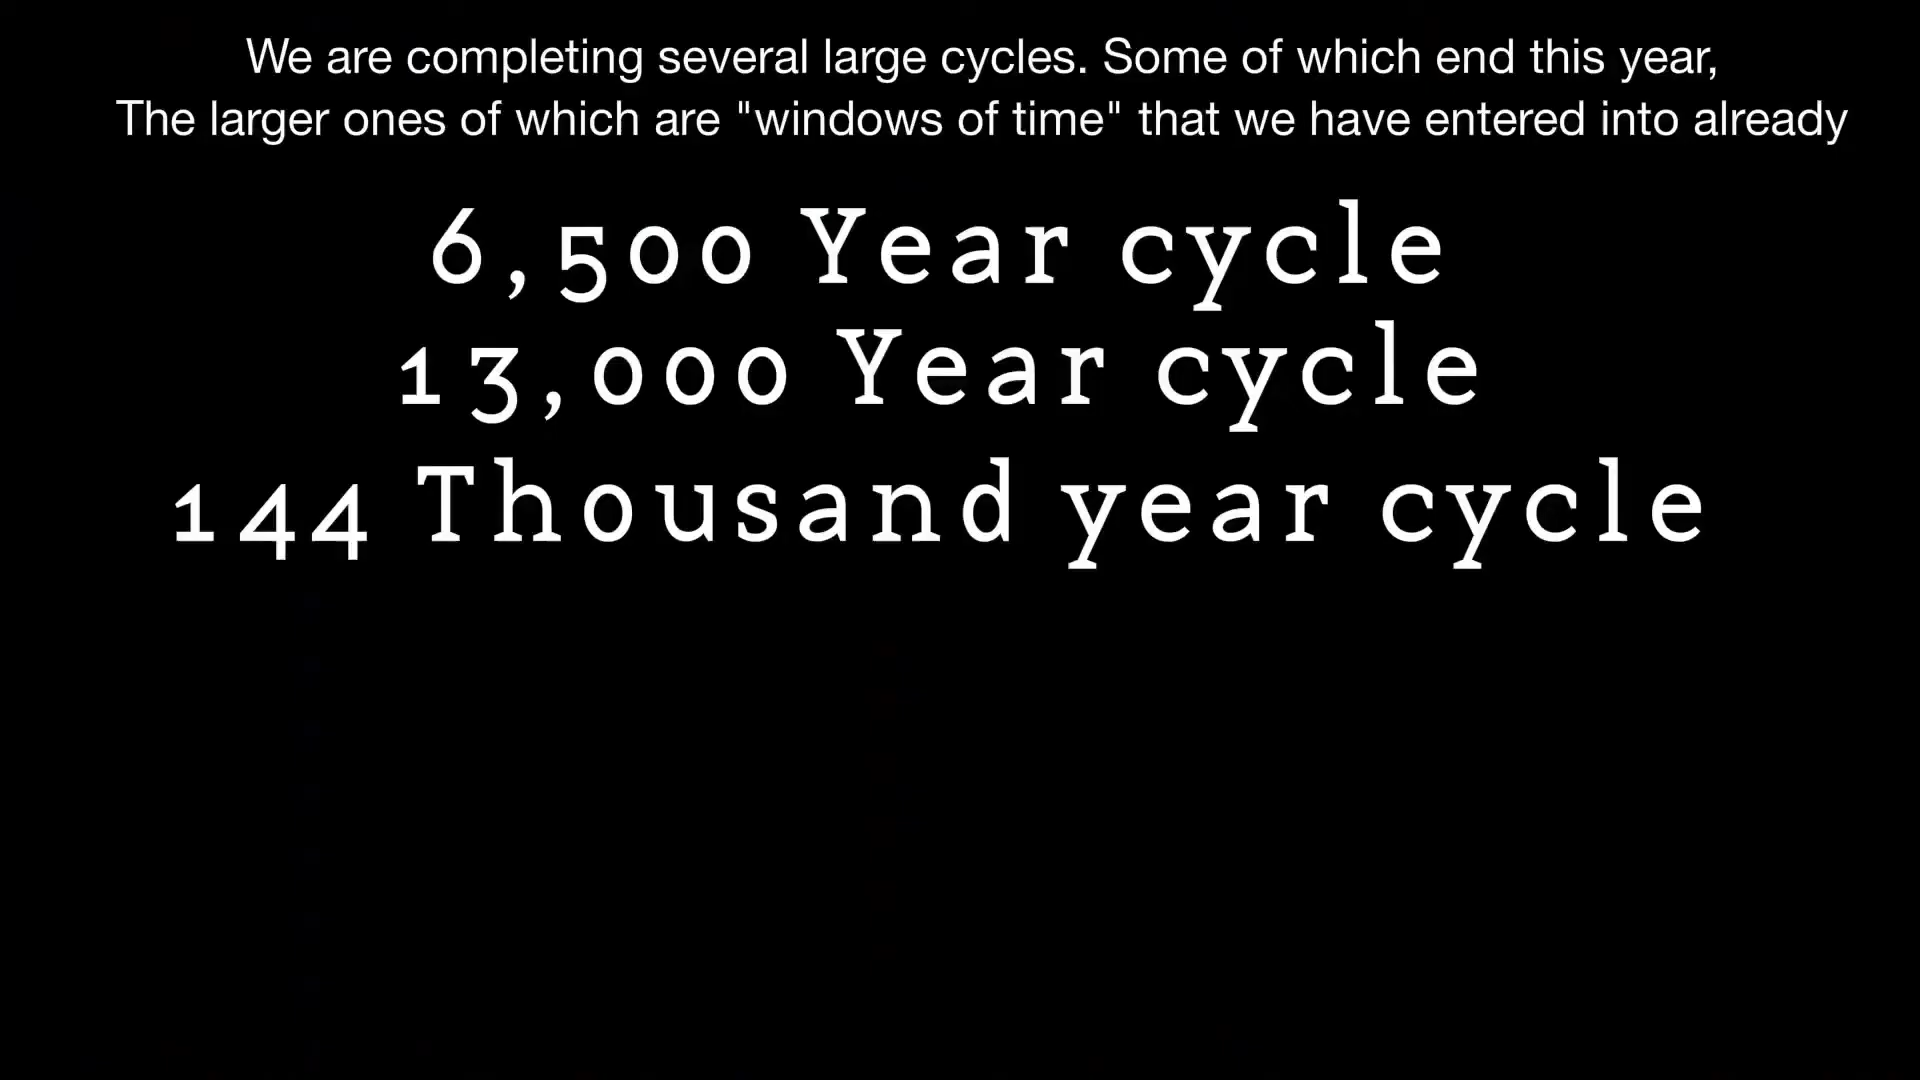 We are completing several large cycles. Some of which end this year,
The larger ones of which are "windows of time" that we have entered into already
6,500 Year cycle
13,000 Year cycle
144 Thousand year cycle